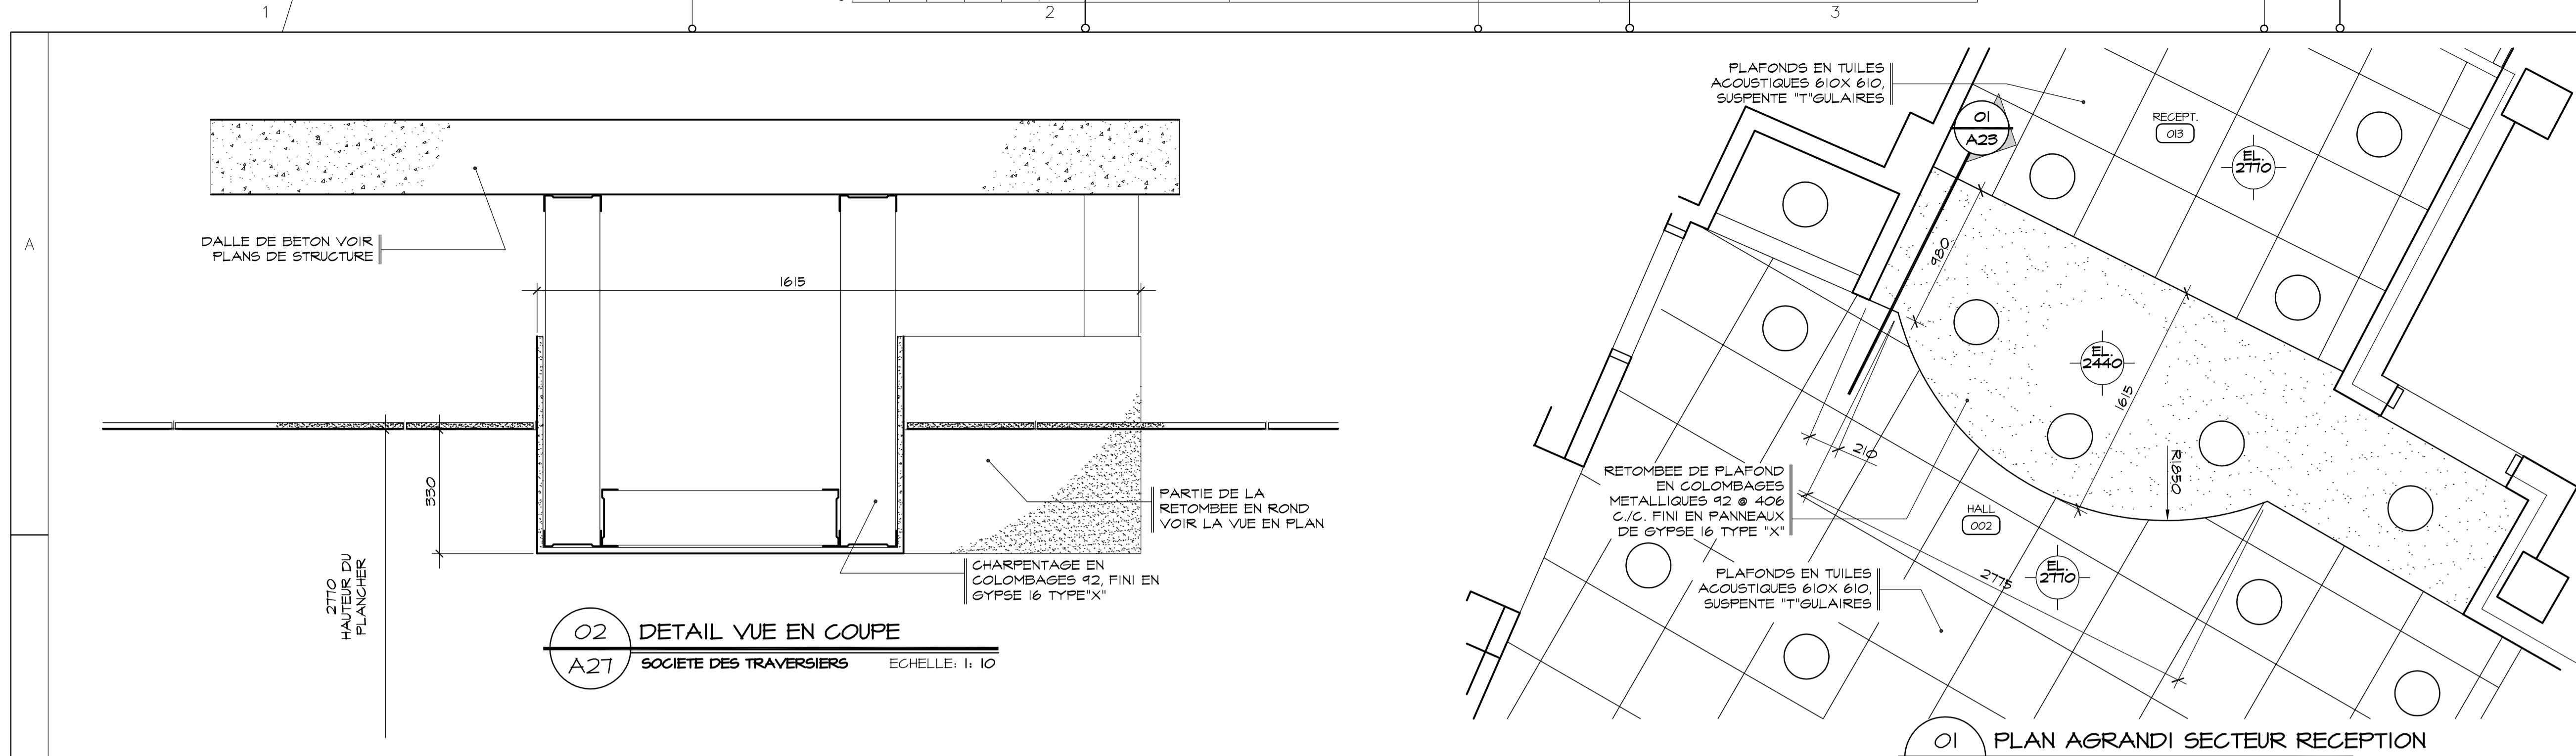 1
2
3
A
DALLE DE BETON VOIR
PLANS DE STRUCTURE
1615
330
2770
HAUTEUR DU
PLANCHER
PARTIE DE LA
RETOMBEE EN ROND
VOIR LA VUE EN PLAN
CHARPENTAGE EN
COLOMBAGES 92, FINI EN
GYPSE 16 TYPE"X"
02
A27
DETAIL VUE EN COUPE
SOCIETE DES TRAVERSIERS ECHELLE: 1: 10
PLAFONDS EN TUILES
ACOUSTIQUES 610X 610,
SUSPENTE "T"GULAIRES
01
A23
RECEPT.
013
EL.
2770
980
EL.
2440
1615
R1850
210
RETOMBEE DE PLAFOND
EN COLOMBAGES
METALLIQUES 92 @ 406
C./C. FINI EN PANNEAUX
DE GYPSE 16 TYPE "X"
HALL
002
EL.
2770
2775
PLAFONDS EN TUILES
ACOUSTIQUES 610X 610,
SUSPENTE "T"GULAIRES
01
PLAN AGRANDI SECTEUR RECEPTION